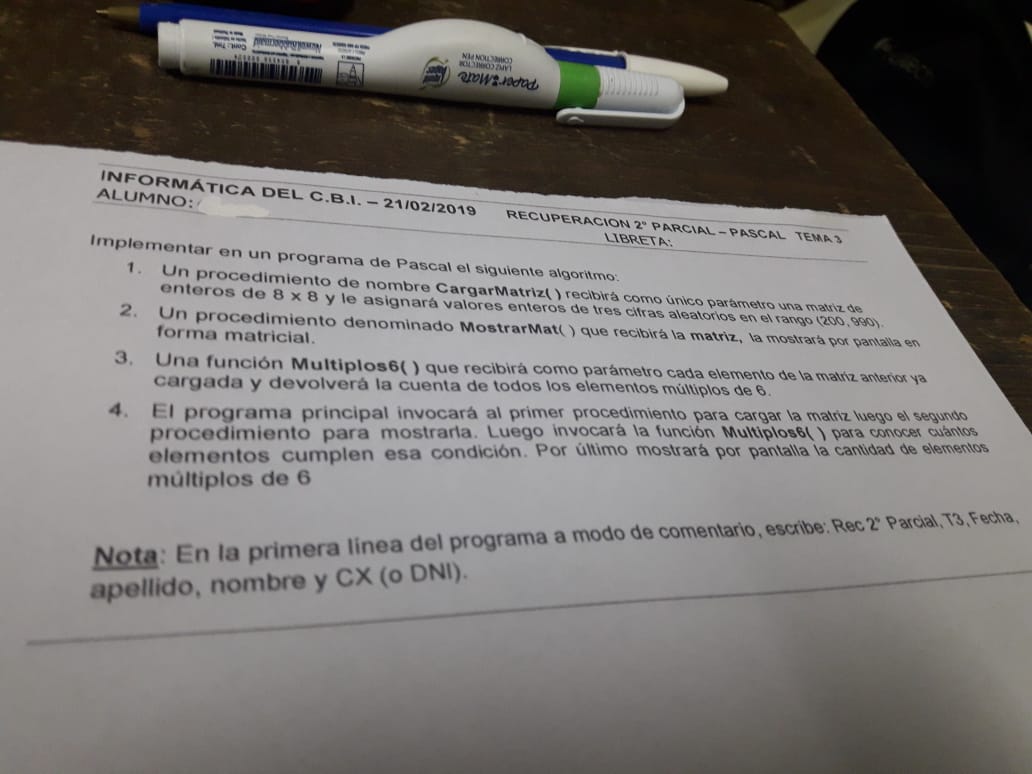 Paper Mate
LAPIZ CORRECTOR
CORRECTION PEN
Liquid Paper
Cont.: 7ml.
INFORMÁTICA DEL C.B.I. – 21/02/2019 RECUPERACION 2° PARCIAL – PASCAL TEMA 3
ALUMNO: LIBRETA:
Implementar en un programa de Pascal el siguiente algoritmo:
1. Un procedimiento de nombre CargarMatriz( ) recibirá como único parámetro una matriz de
enteros de 8 x 8 y le asignará valores enteros de tres cifras aleatorios en el rango (200, 990).
2. Un procedimiento denominado MostrarMat( ) que recibirá la matriz, la mostrará por pantalla en
forma matricial.
3. Una función Multiplos6( ) que recibirá como parámetro cada elemento de la matriz anterior ya
cargada y devolverá la cuenta de todos los elementos múltiplos de 6.
4. El programa principal invocará al primer procedimiento para cargar la matriz luego el segundo
procedimiento para mostrarla. Luego invocará la función Multiplos6( ) para conocer cuántos
elementos cumplen esa condición. Por último mostrará por pantalla la cantidad de elementos
múltiplos de 6
Nota: En la primera línea del programa a modo de comentario, escribe: Rec 2° Parcial, T3, Fecha,
apellido, nombre y CX (o DNI).